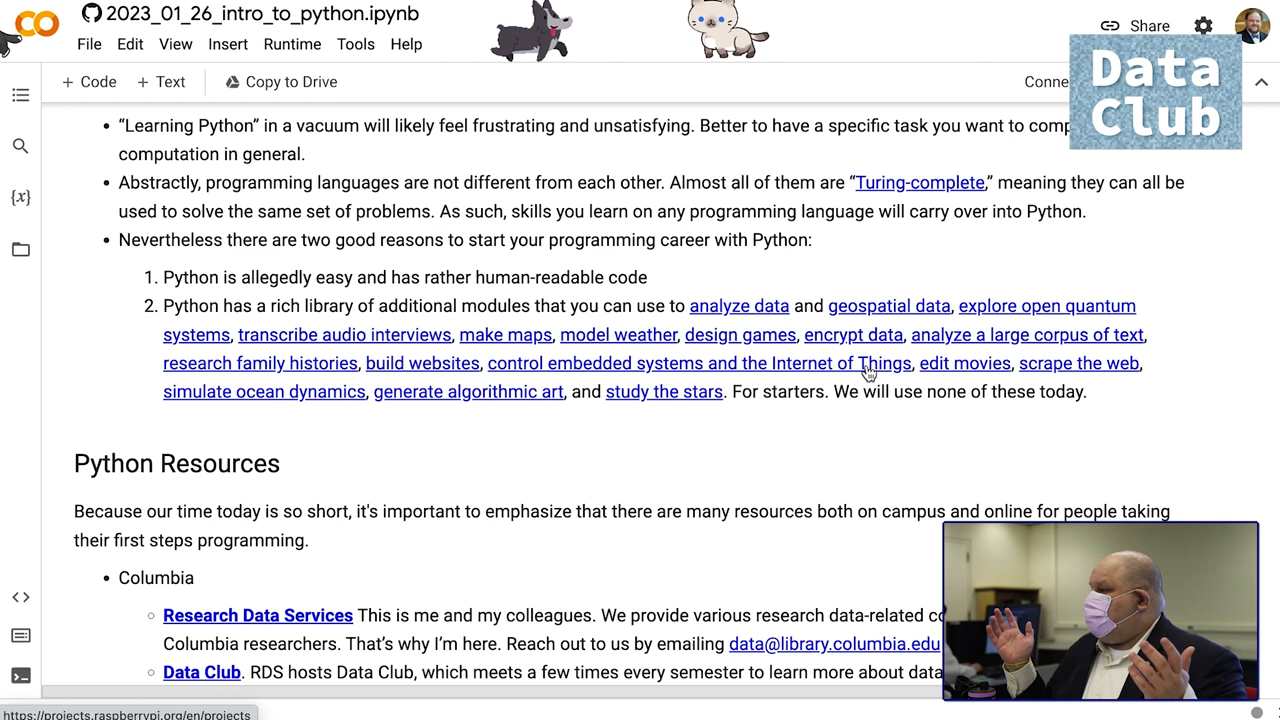 2023_01_26_intro_to_python.ipynb
File Edit View Insert Runtime Tools Help
Share
+ Code + Text Copy to Drive
Conne
Data
Club
“Learning Python” in a vacuum will likely feel frustrating and unsatisfying. Better to have a specific task you want to
computation in general.
Abstractly, programming languages are not different from each other. Almost all of them are “Turing-complete,” meaning they can all be
used to solve the same set of problems. As such, skills you learn on any programming language will carry over into Python.
Nevertheless there are two good reasons to start your programming career with Python:
1. Python is allegedly easy and has rather human-readable code
2. Python has a rich library of additional modules that you can use to analyze data and geospatial data, explore open quantum
systems, transcribe audio interviews, make maps, model weather, design games, encrypt data, analyze a large corpus of text,
research family histories, build websites, control embedded systems and the Internet of Things, edit movies, scrape the web,
simulate ocean dynamics, generate algorithmic art, and study the stars. For starters. We will use none of these today.
Python Resources
Because our time today is so short, it's important to emphasize that there are many resources both on campus and online for people taking
their first steps programming.
Columbia
Research Data Services This is me and my colleagues. We provide various research data-related
Columbia researchers. That’s why I’m here. Reach out to us by emailing data@library.columbia.edu
Data Club. RDS hosts Data Club, which meets a few times every semester to learn more about data
https://projects.raspberrypi.org/en/projects